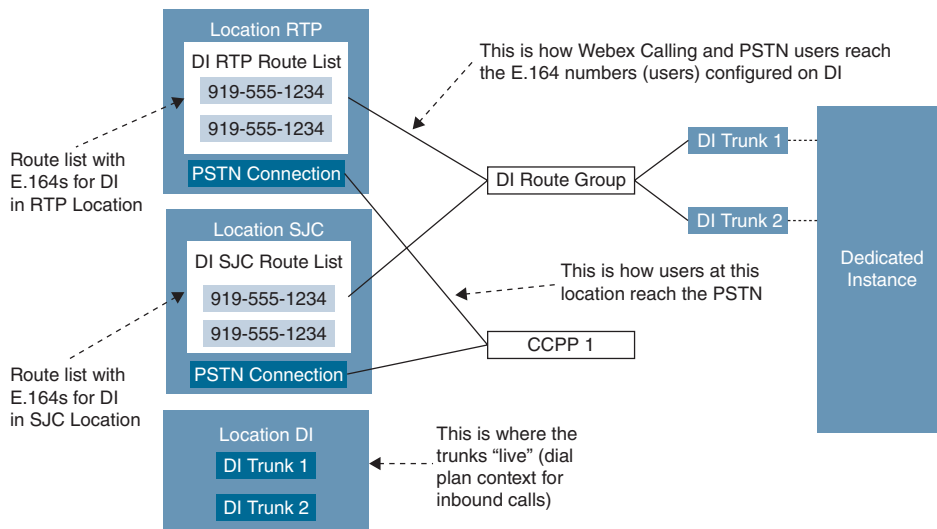 Location RTP
DI RTP Route List
919-555-1234
919-555-1234
PSTN Connection
Route list with
E.164s for DI
in RTP Location
This is how Webex Calling and PSTN users reach
the E.164 numbers (users) configured on DI
DI Route Group
DI Trunk 1
DI Trunk 2
Dedicated
Instance
Location SJC
DI SJC Route List
919-555-1234
919-555-1234
PSTN Connection
Route list with
E.164s for DI
in SJC Location
This is how users at this
location reach the PSTN
CCPP 1
Location DI
DI Trunk 1
DI Trunk 2
This is where the
trunks “live” (dial
plan context for
inbound calls)